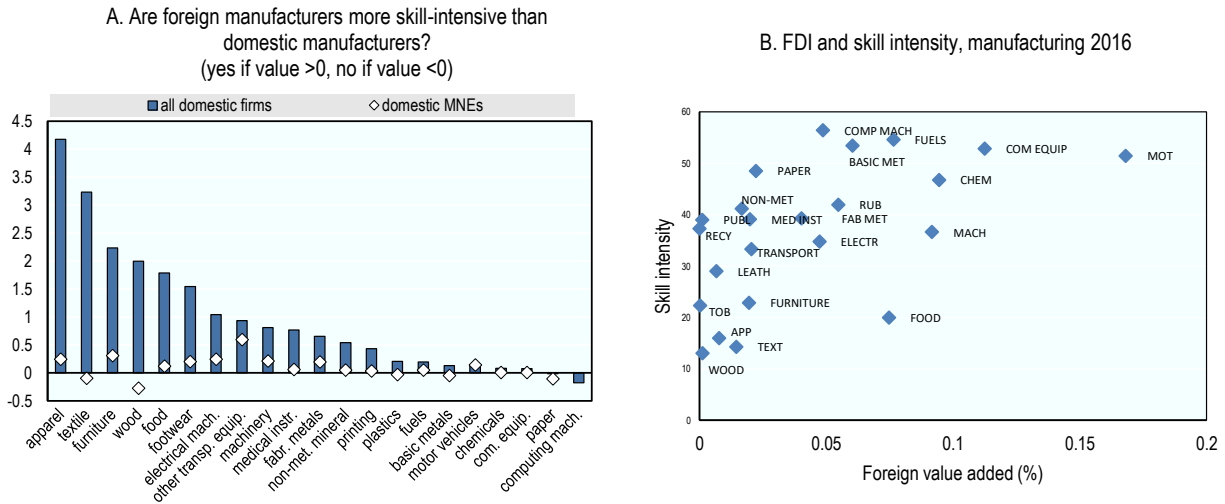 A. Are foreign manufacturers more skill-intensive than
domestic manufacturers?
(yes if value >0, no if value <0)
all domestic firms
domestic MNEs
4.5
4
3.5
3
2.5
2
1.5
1
0.5
0
-0.5
apparel
textile
furniture
wood
food
footwear
electrical mach.
other transp. equip.
machinery
medical instr.
fabr. metals
non-met. mineral
printing
plastics
fuels
basic metals
motor vehicles
chemicals
com. equip.
paper
computing mach.
B. FDI and skill intensity, manufacturing 2016
Skill intensity
60
50
40
30
20
10
0
COMP MACH
FUELS
BASIC MET
COM EQUIP
MOT
PAPER
CHEM
NON-MET
RUB
PUBL
MED INST
FAB MET
RECY
MACH
ELECTR
TRANSPORT
LEATH
TOB
FURNITURE
FOOD
APP
TEXT
WOOD
0
0.05
0.1
0.15
0.2
Foreign value added (%)